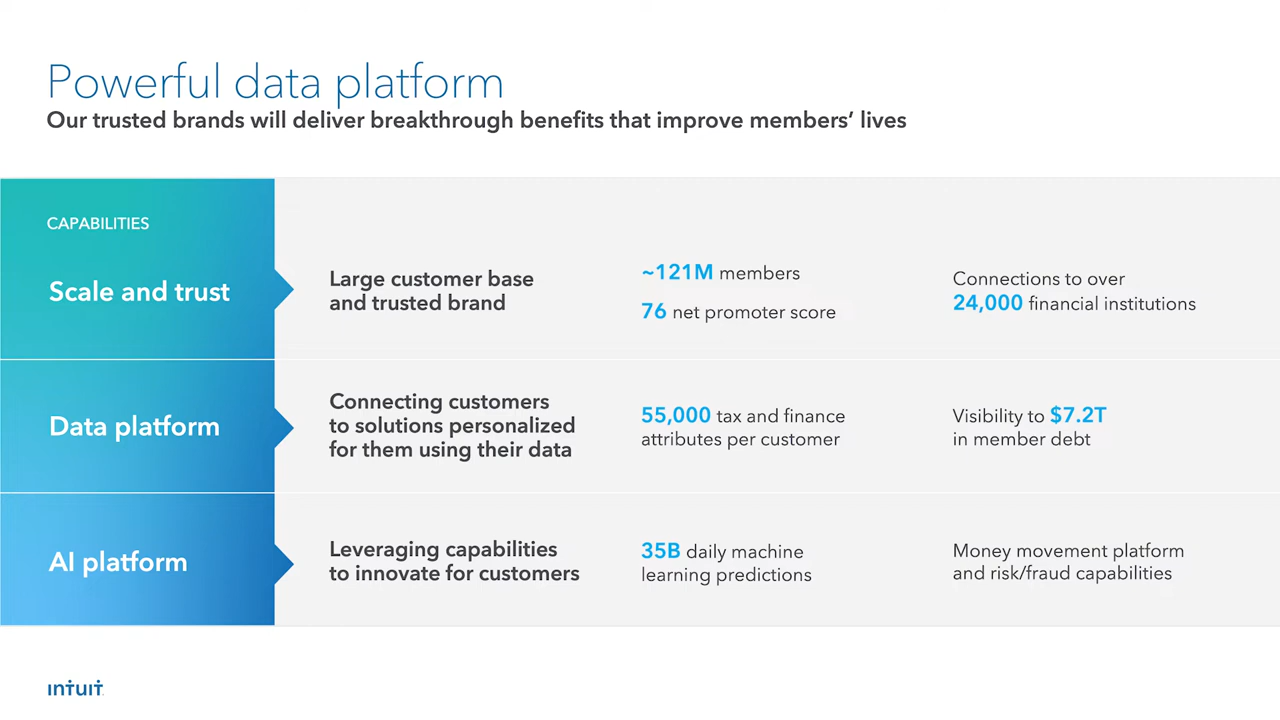 Powerful data platform
Our trusted brands will deliver breakthrough benefits that improve members’ lives
CAPABILITIES
Scale and trust
Large customer base
and trusted brand
~121M members
76 net promoter score
Connections to over
24,000 financial institutions
Data platform
Connecting customers
to solutions personalized
for them using their data
55,000 tax and finance
attributes per customer
Visibility to $7.2T
in member debt
AI platform
Leveraging capabilities
to innovate for customers
35B daily machine
learning predictions
Money movement platform
and risk/fraud capabilities
intuit